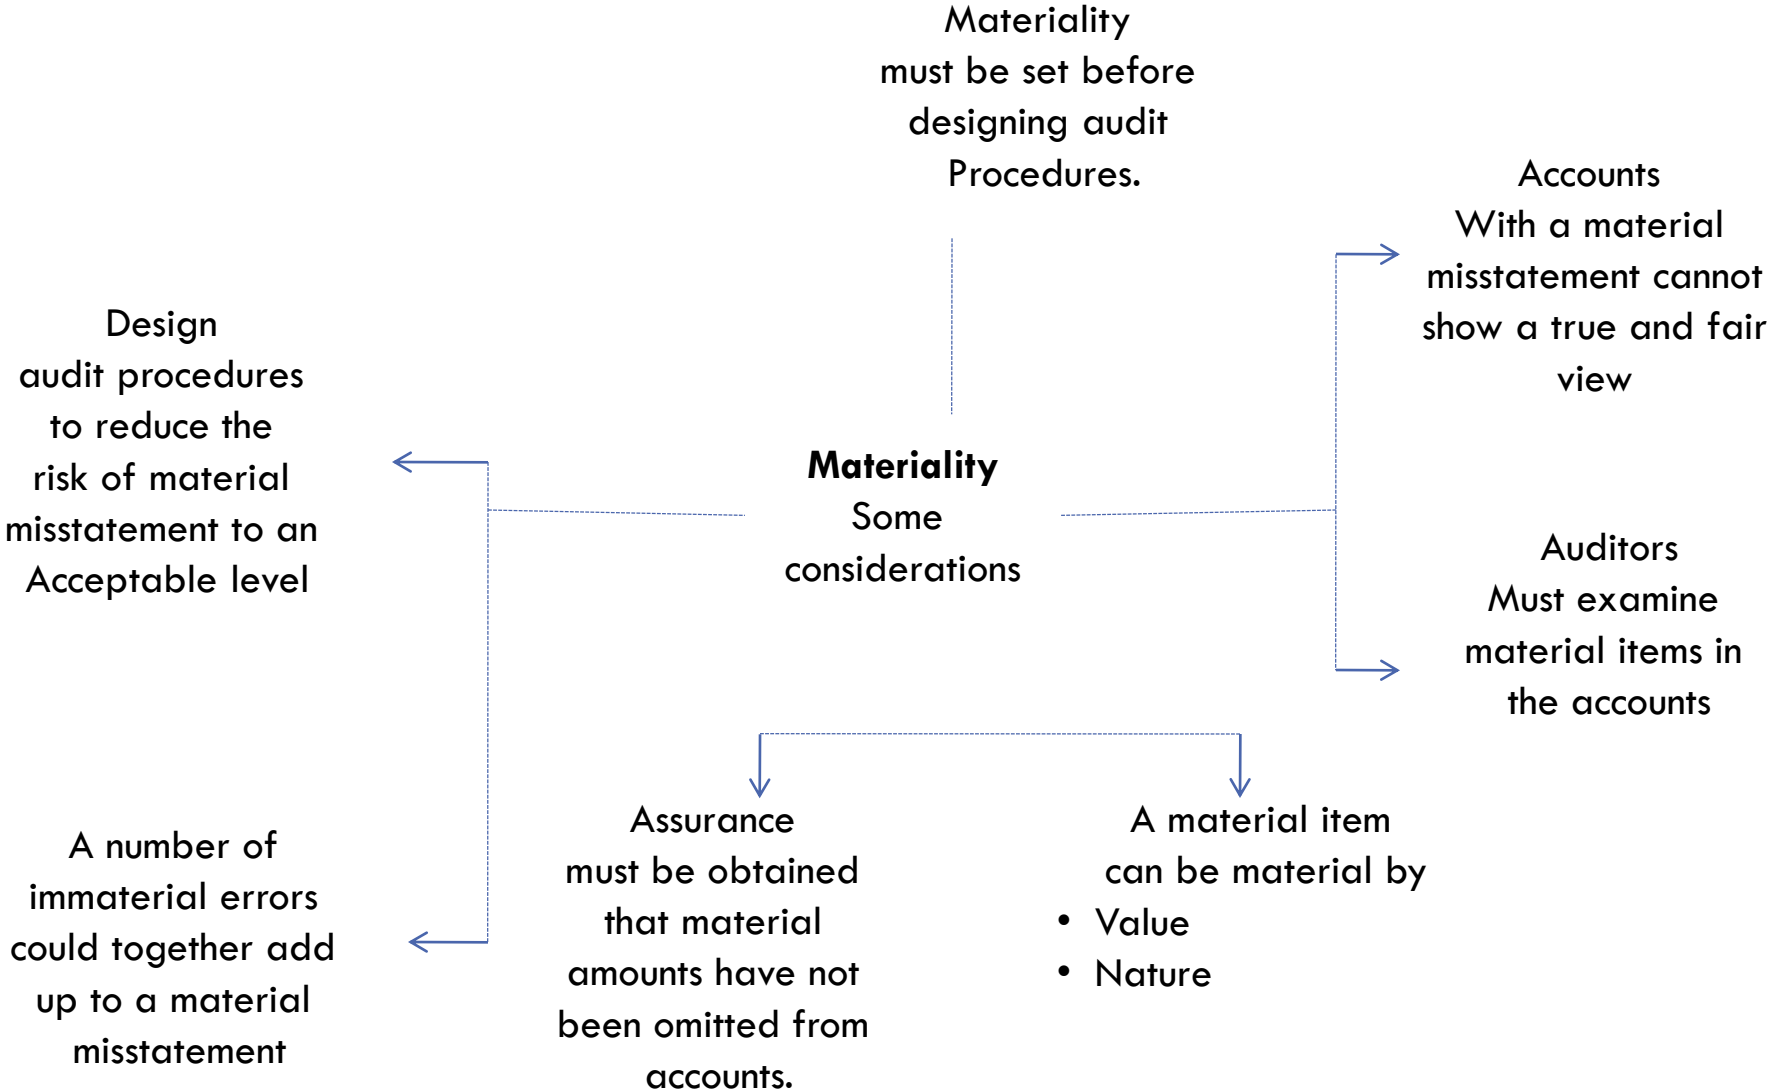 Materiality
must be set before
designing audit
Procedures.
Accounts
With a material
misstatement cannot
show a true and fair
view
Design
audit procedures
to reduce the
risk of material
misstatement to an
Acceptable level
Materiality
Some
considerations
Auditors
Must examine
material items in
the accounts
A number of
immaterial errors
could together add
up to a material
misstatement
Assurance
must be obtained
that material
amounts have not
been omitted from
accounts.
A material item
can be material by
• Value
• Nature